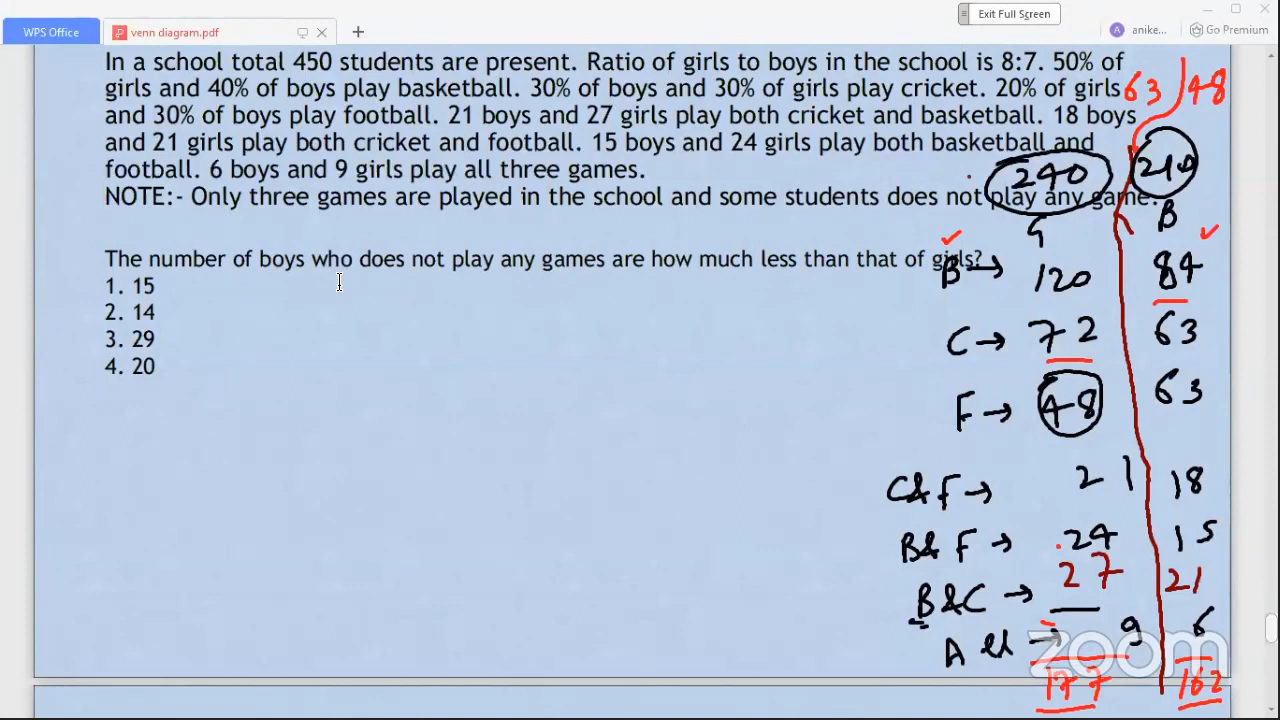 Exit Full Screen
WPS Office
venn diagram.pdf
A anike...
Go Premium
In a school total 450 students are present. Ratio of girls to boys in the school is 8:7. 50% of
girls and 40% of boys play basketball. 30% of boys and 30% of girls play cricket. 20% of girls
and 30% of boys play football. 21 boys and 27 girls play both cricket and basketball. 18 boys
and 21 girls play both cricket and football. 15 boys and 24 girls play both basketball and
football. 6 boys and 9 girls play all three games.
NOTE:- Only three games are played in the school and some students does not play any game.
63 48
240 210
G B
The number of boys who does not play any games are how much less than that of girls?
1. 15
2. 14
3. 29
4. 20
B → 120 84
C → 72 63
F → 48 63
C&F → 21 18
B&F → 24 15
B&C → 27 21
All → 9 6
177 162
zoom